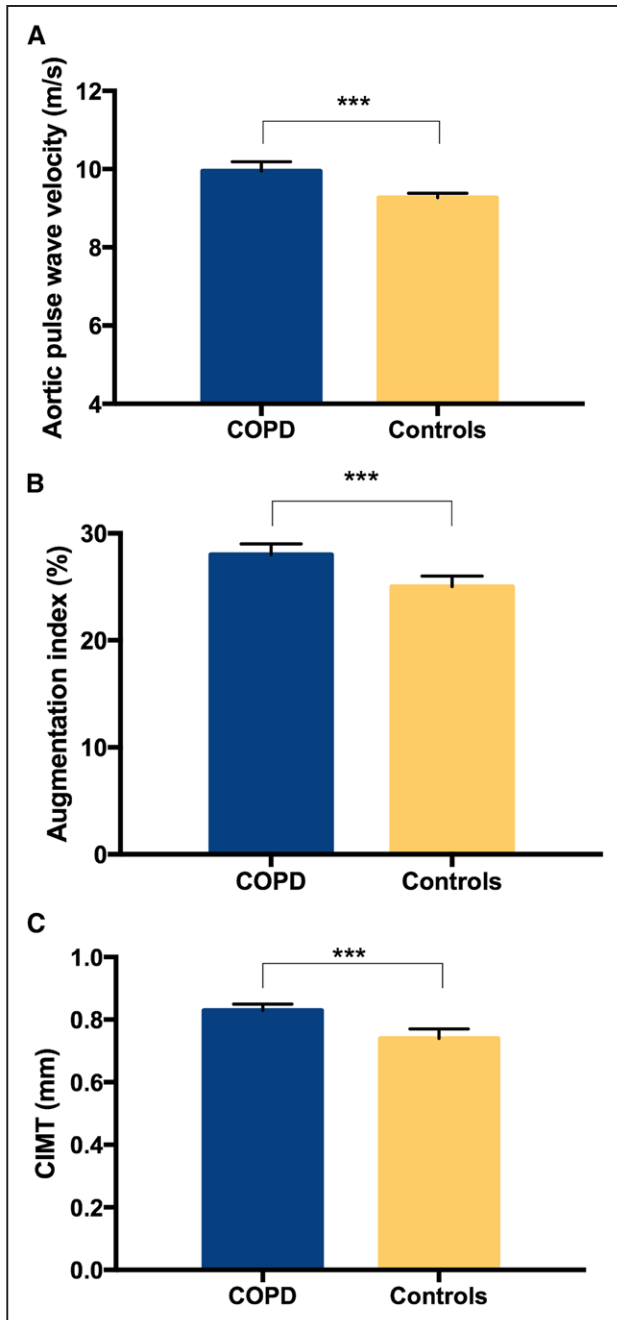 A
Aortic pulse wave velocity (m/s)
12
10
8
6
4
***
COPD
Controls
B
Augmentation index (%)
30
20
10
0
***
COPD
Controls
C
CIMT (mm)
1.0
0.8
0.6
0.4
0.2
0.0
***
COPD
Controls